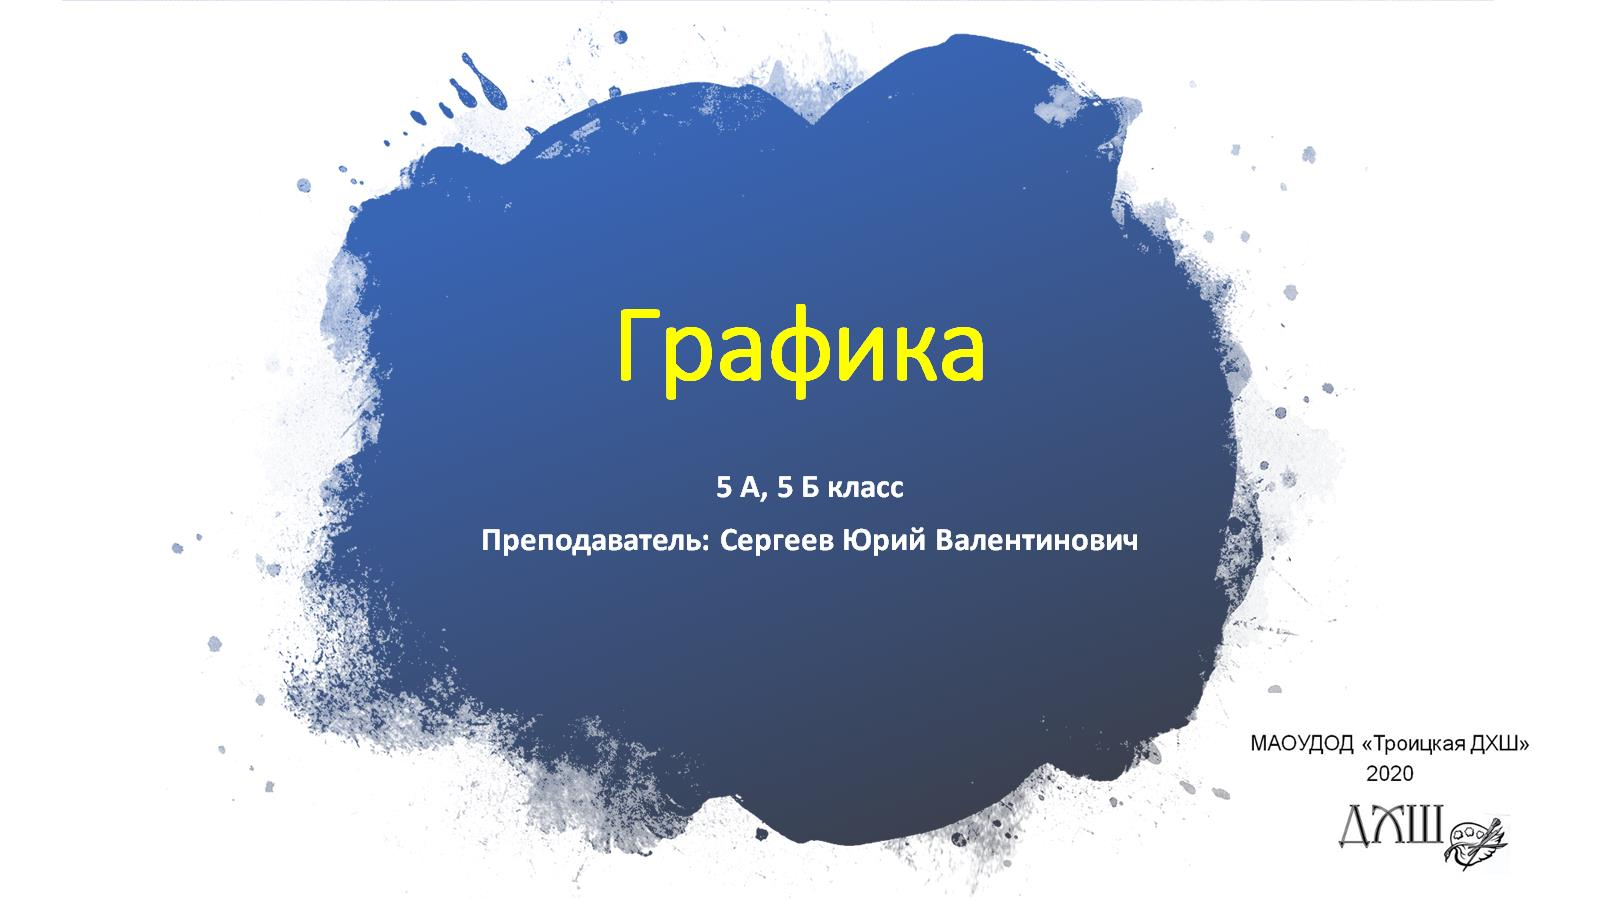 Графика
5 А, 5 Б класс
Преподаватель: Сергеев Юрий Валентинович
МАОУДОД «Троицкая ДХШ»
2020
ДХШ